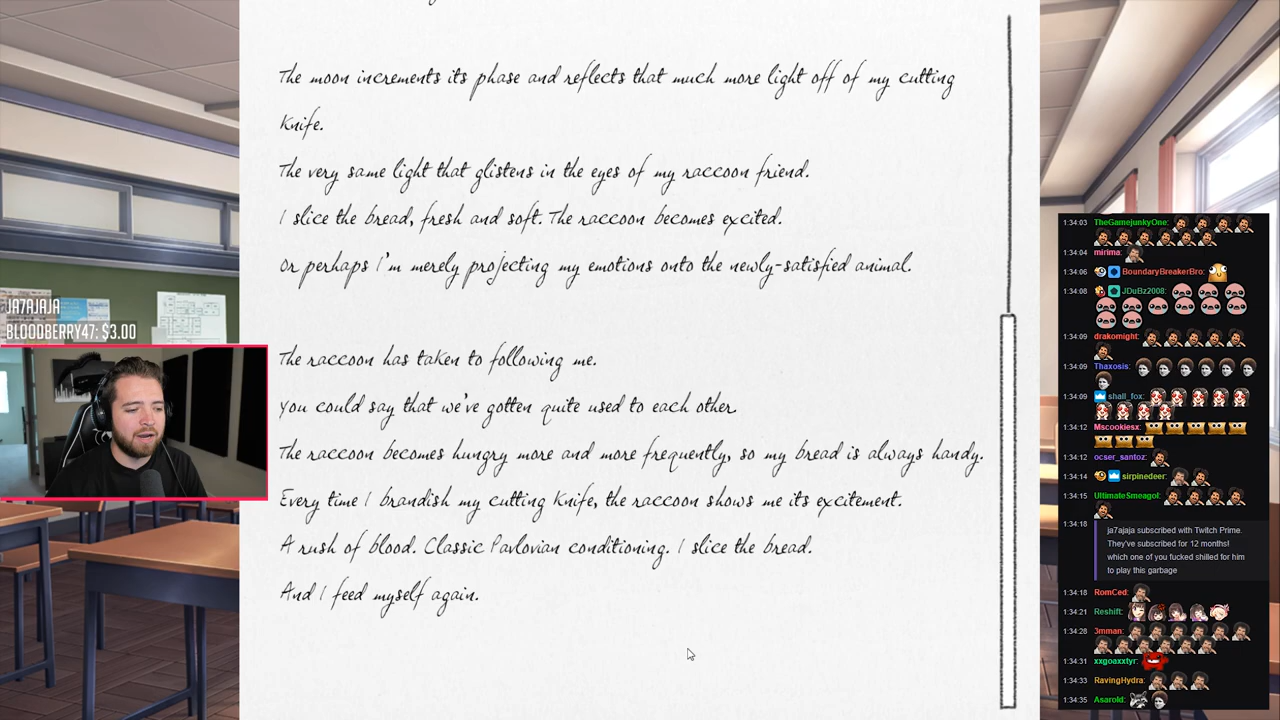 The moon increments its phase and reflects that much more light off of my cutting
knife.
The very same light that glistens in the eyes of my raccoon friend.
I slice the bread, fresh and soft. The raccoon becomes excited.
Or perhaps I'm merely projecting my emotions onto the newly-satisfied animal.
The raccoon has taken to following me.
You could say that we've gotten quite used to each other.
The raccoon becomes hungry more and more frequently, so my bread is always handy.
Every time I brandish my cutting knife, the raccoon shows me its excitement.
A rush of blood. Classic Pavlovian conditioning. I slice the bread.
And I feed myself again.
JA7AJAJA
BLOODBERRY47: $3.00
1:34:03 TheGamejunkyOne:
1:34:04 mirima:
1:34:06 BoundaryBreakerBro:
1:34:08 JDuBz2008:
1:34:09 drakomight:
1:34:09 Thaxosis:
1:34:09 shall_fox:
1:34:12 Mscookiesx:
1:34:12 ocser_santoz:
1:34:14 sirpinedeer:
1:34:15 UltimateSmeagol:
1:34:18 ja7ajaja subscribed with Twitch Prime.
They've subscribed for 12 months!
which one of you fucked shilled for him
to play this garbage
1:34:18 RomCed:
1:34:21 Reshift:
1:34:28 3mman:
1:34:31 xxgoaxxtyr:
1:34:33 RavingHydra:
1:34:35 Asarold: